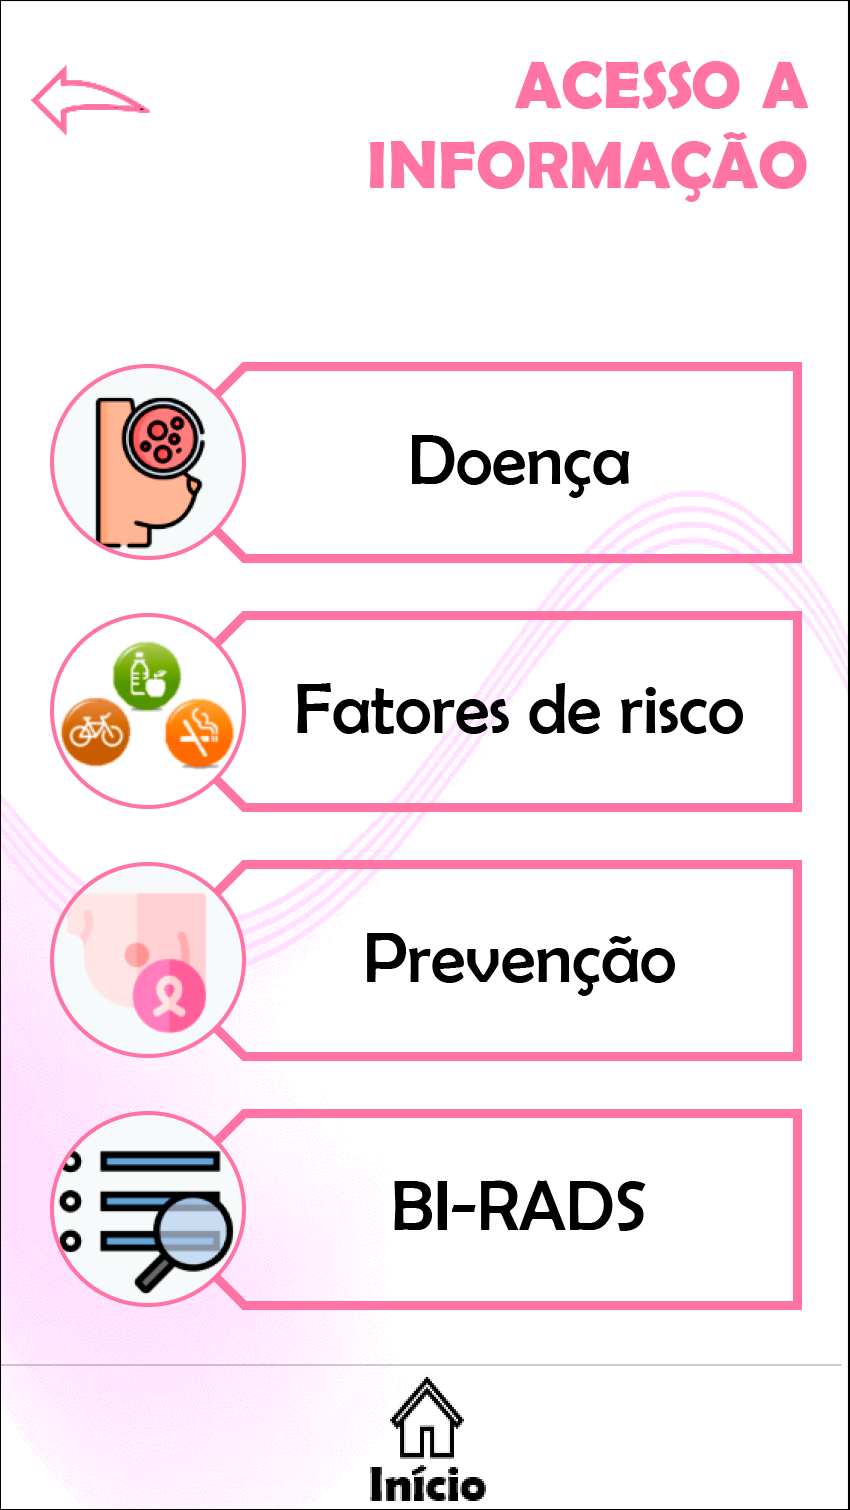 ACESSO A
INFORMAÇÃO
Doença
Fatores de risco
Prevenção
BI-RADS
Início